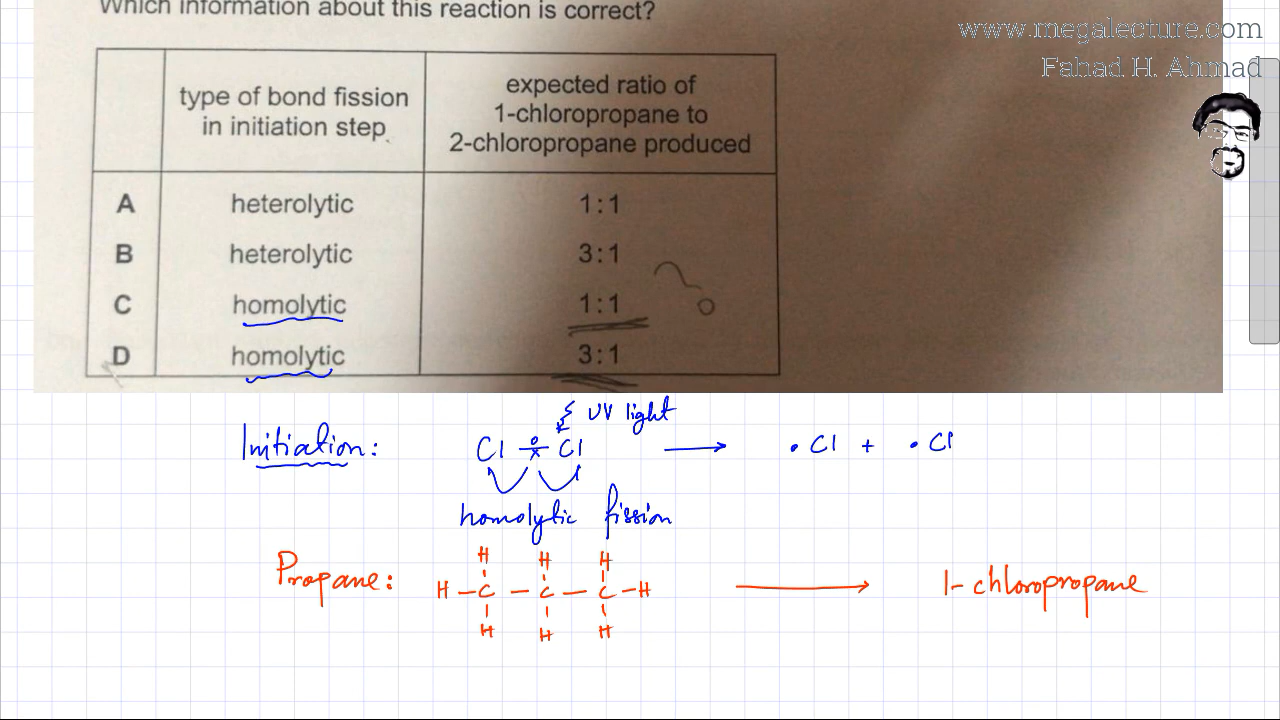 Which information about this reaction is correct?
www.megalecture.com
Fahad H. Ahmad
type of bond fission
in initiation step
expected ratio of
1-chloropropane to
2-chloropropane produced
A heterolytic 1 : 1
B heterolytic 3 : 1
C homolytic 1 : 1
D homolytic 3 : 1
UV light
Initiation: Cl Cl → • Cl + • Cl
homolytic fission
H H H
Propane: H – C – C – C – H → 1- chloropropane
H H H